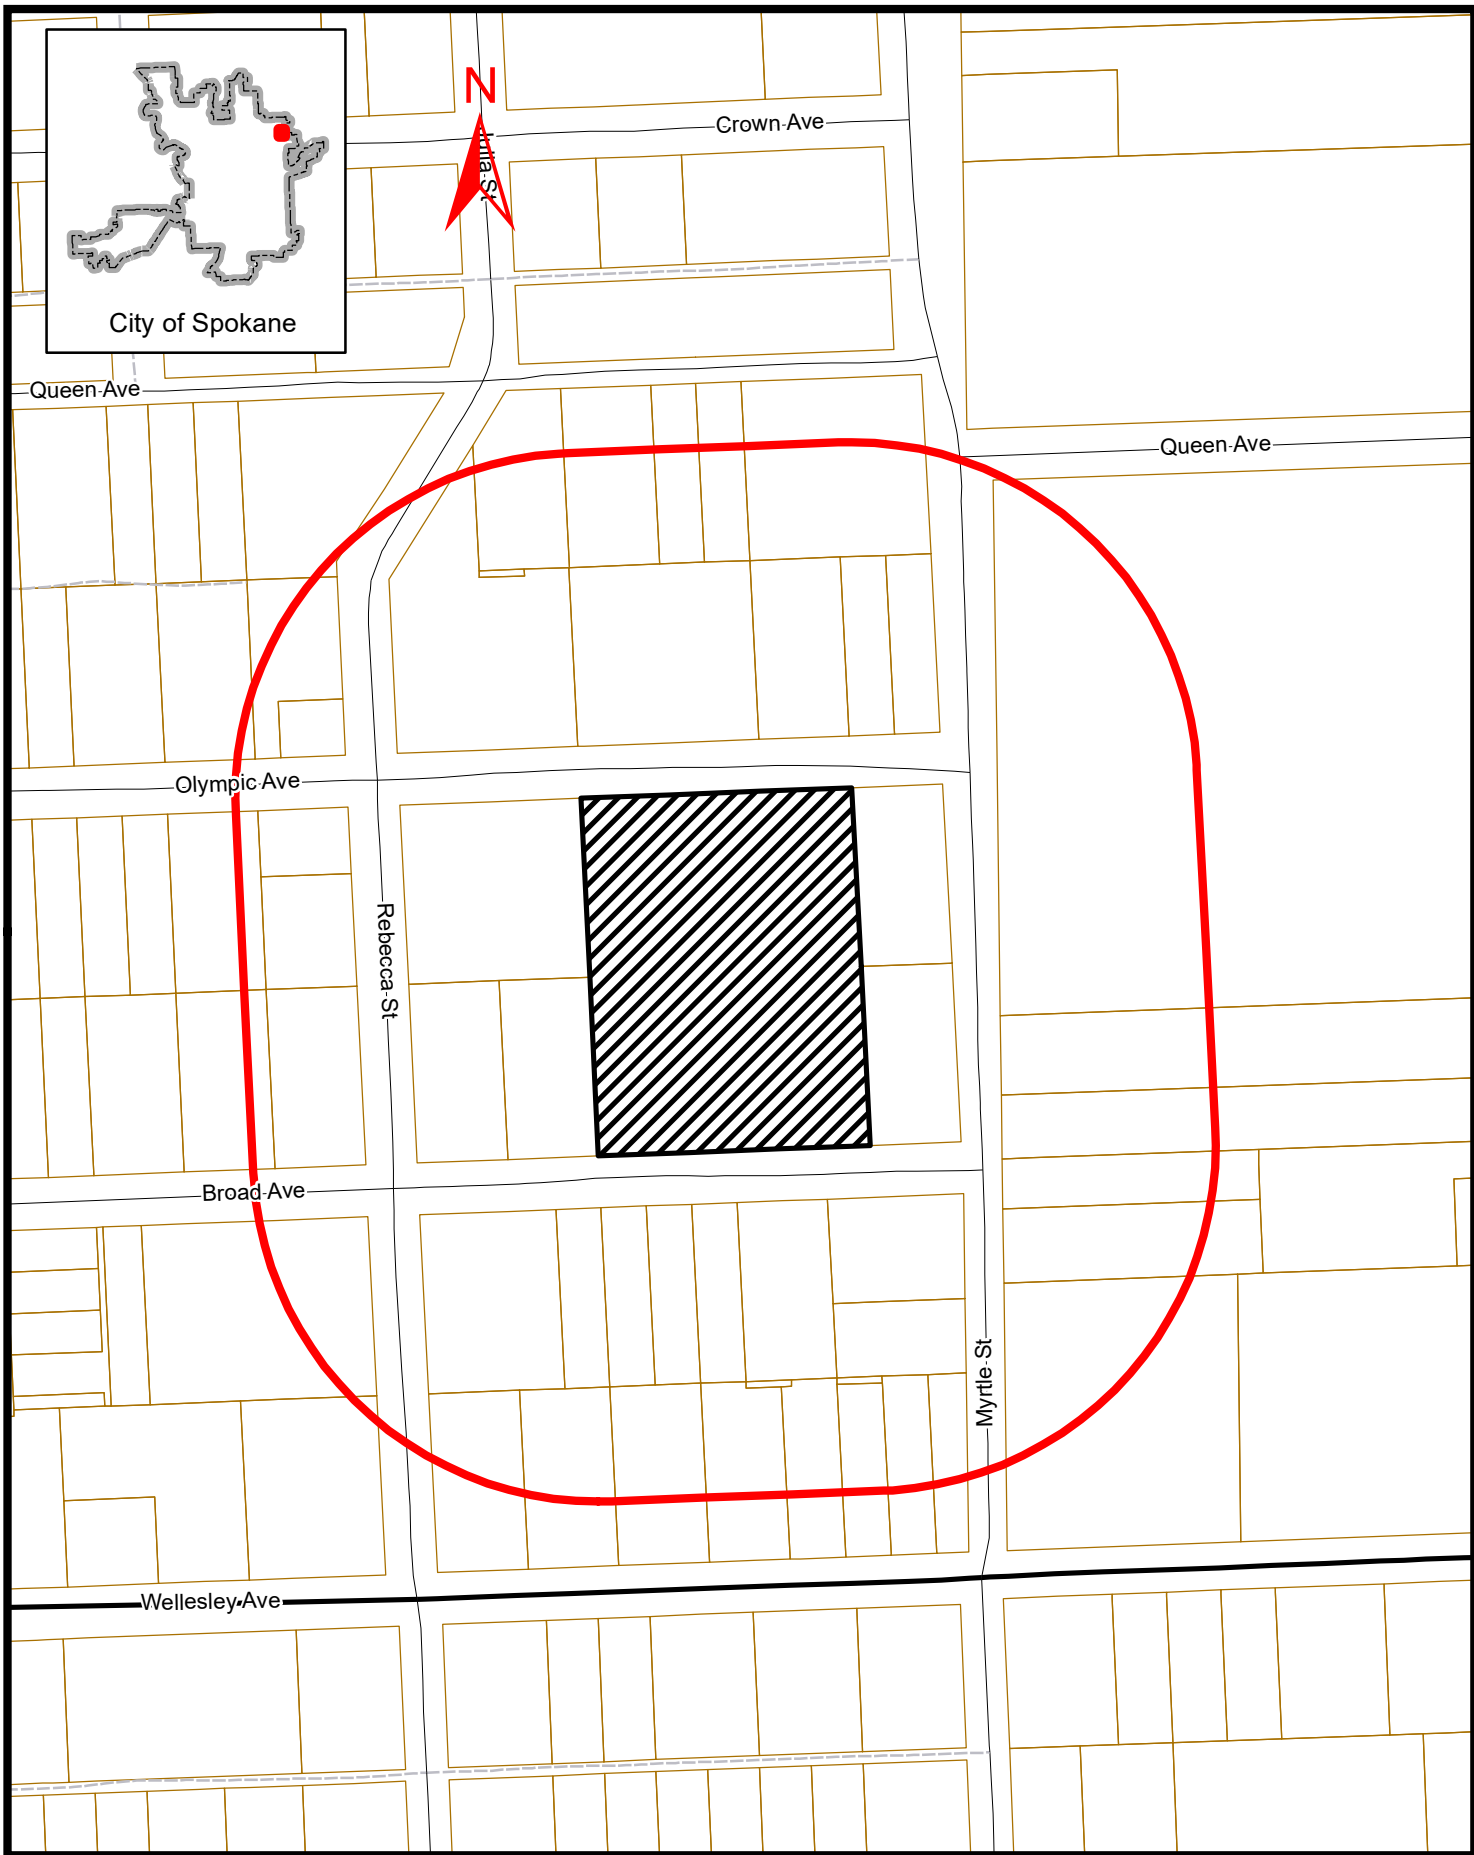 N
Crown Ave
Julia St
City of Spokane
Queen Ave
Queen Ave
Olympic Ave
Rebecca St
Broad Ave
Myrtle St
Wellesley Ave